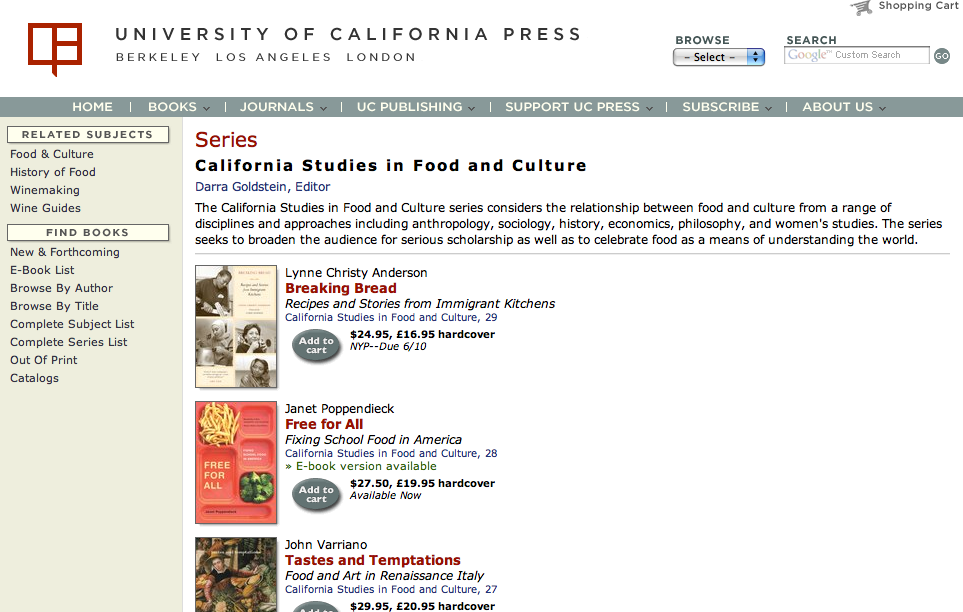 Shopping Cart
UNIVERSITY OF CALIFORNIA PRESS
BERKELEY LOS ANGELES LONDON
BROWSE
– Select –
SEARCH
Google™ Custom Search
GO
HOME | BOOKS | JOURNALS | UC PUBLISHING | SUPPORT UC PRESS | SUBSCRIBE | ABOUT US
RELATED SUBJECTS
Food & Culture
History of Food
Winemaking
Wine Guides
FIND BOOKS
New & Forthcoming
E-Book List
Browse By Author
Browse By Title
Complete Subject List
Complete Series List
Out Of Print
Catalogs
Series
California Studies in Food and Culture
Darra Goldstein, Editor
The California Studies in Food and Culture series considers the relationship between food and culture from a range of
disciplines and approaches including anthropology, sociology, history, economics, philosophy, and women's studies. The series
seeks to broaden the audience for serious scholarship as well as to celebrate food as a means of understanding the world.
BREAKING BREAD
Recipes and Stories
from Immigrant
Kitchens
Lynne Christy Anderson
Breaking Bread
Recipes and Stories from Immigrant Kitchens
California Studies in Food and Culture, 29
Add to
cart
$24.95, £16.95 hardcover
NYP--Due 6/10
FREE
FOR
ALL
Janet Poppendieck
Janet Poppendieck
Free for All
Fixing School Food in America
California Studies in Food and Culture, 28
» E-book version available
Add to
cart
$27.50, £19.95 hardcover
Available Now
tastes and temptations
John Varriano
Tastes and Temptations
Food and Art in Renaissance Italy
California Studies in Food and Culture, 27
Add to
$29.95, £20.95 hardcover